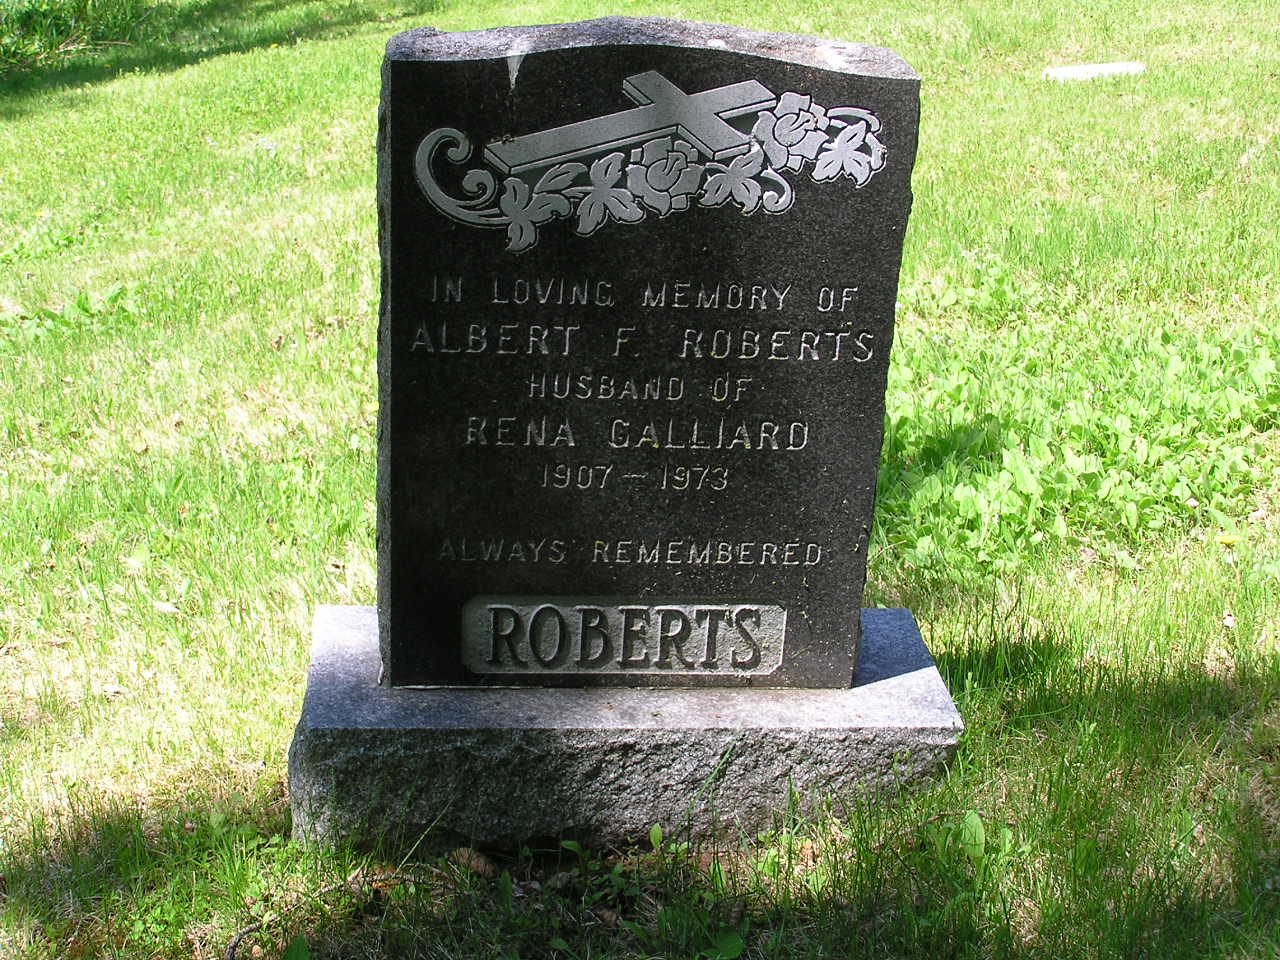 IN LOVING MEMORY OF
ALBERT F. ROBERTS
HUSBAND OF
RENA GALLIARD
1907 — 1973
ALWAYS REMEMBERED
ROBERTS